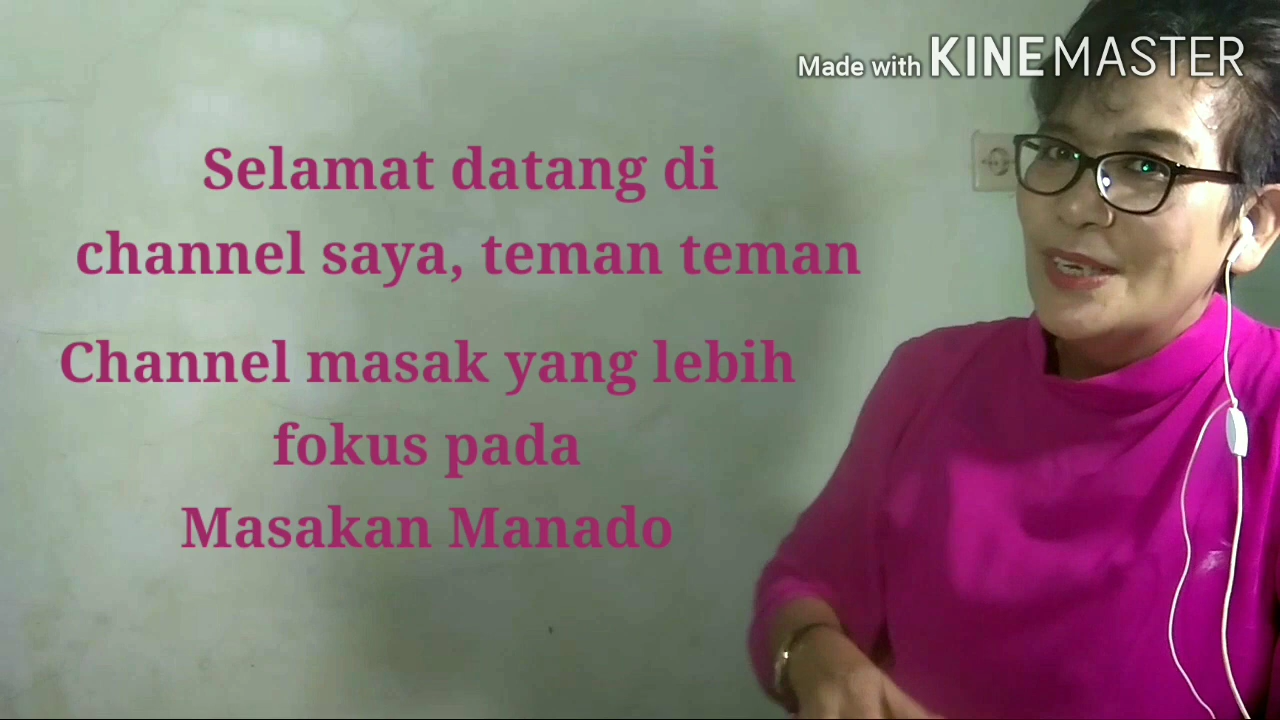 Made with KINEMASTER
Selamat datang di
channel saya, teman teman
Channel masak yang lebih
fokus pada
Masakan Manado